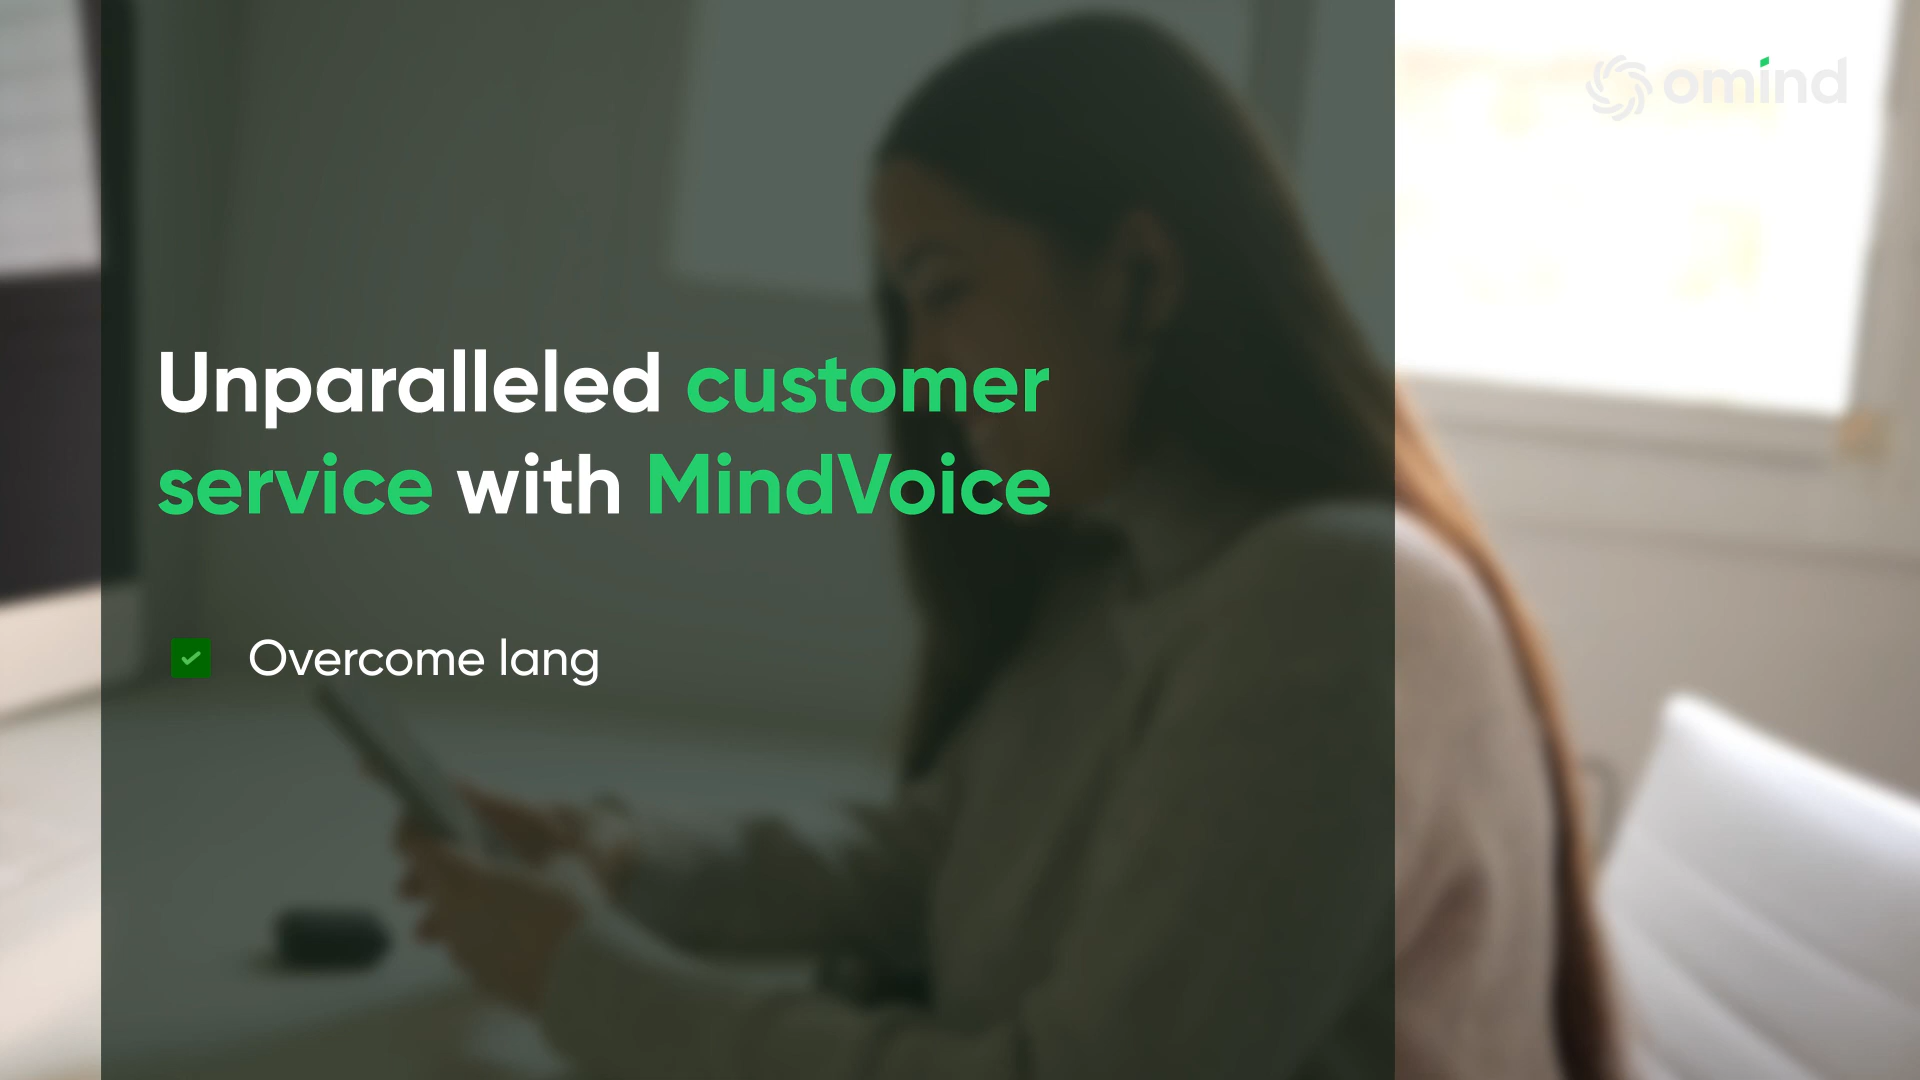 omind
Unparalleled customer
service with MindVoice
Overcome lang